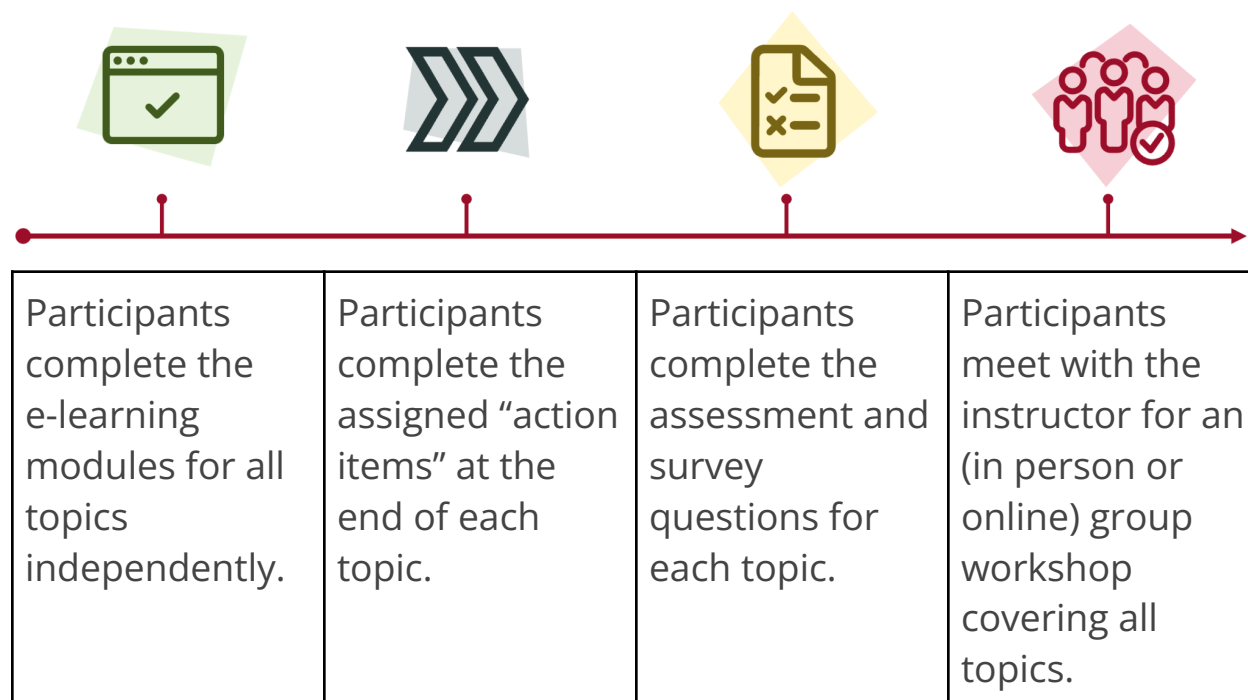 Participants
complete the
e-learning
modules for all
topics
independently.
Participants
complete the
assigned “action
items” at the
end of each
topic.
Participants
complete the
assessment and
survey
questions for
each topic.
Participants
meet with the
instructor for an
(in person or
online) group
workshop
covering all
topics.